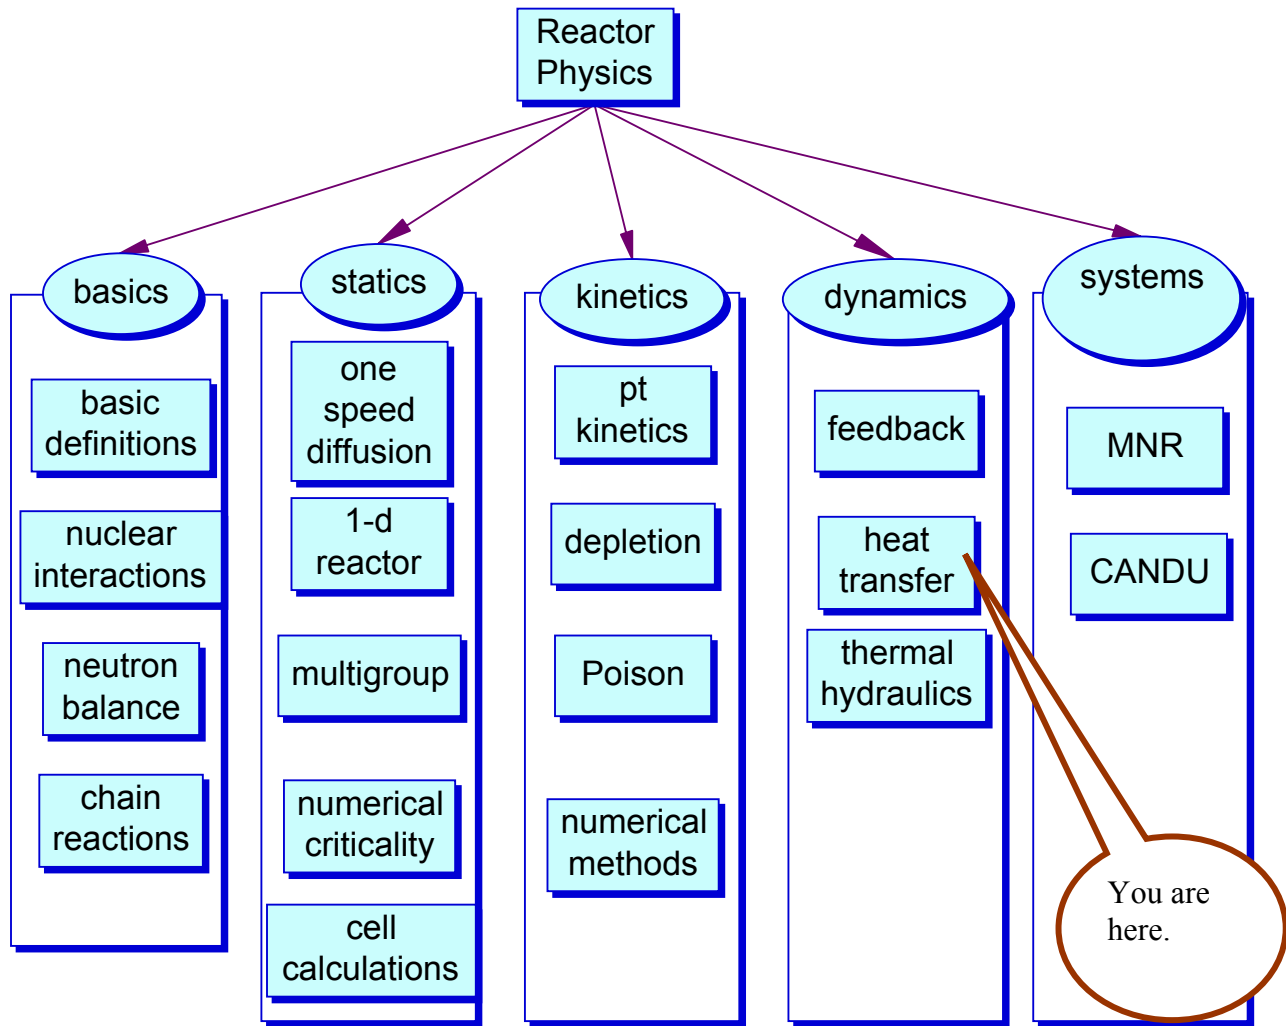 Reactor
Physics
basics
statics
kinetics
dynamics
systems
basic
definitions
nuclear
interactions
neutron
balance
chain
reactions
one
speed
diffusion
1-d
reactor
multigroup
numerical
criticality
cell
calculations
pt
kinetics
depletion
Poison
numerical
methods
feedback
heat
transfer
thermal
hydraulics
MNR
CANDU
You are
here.